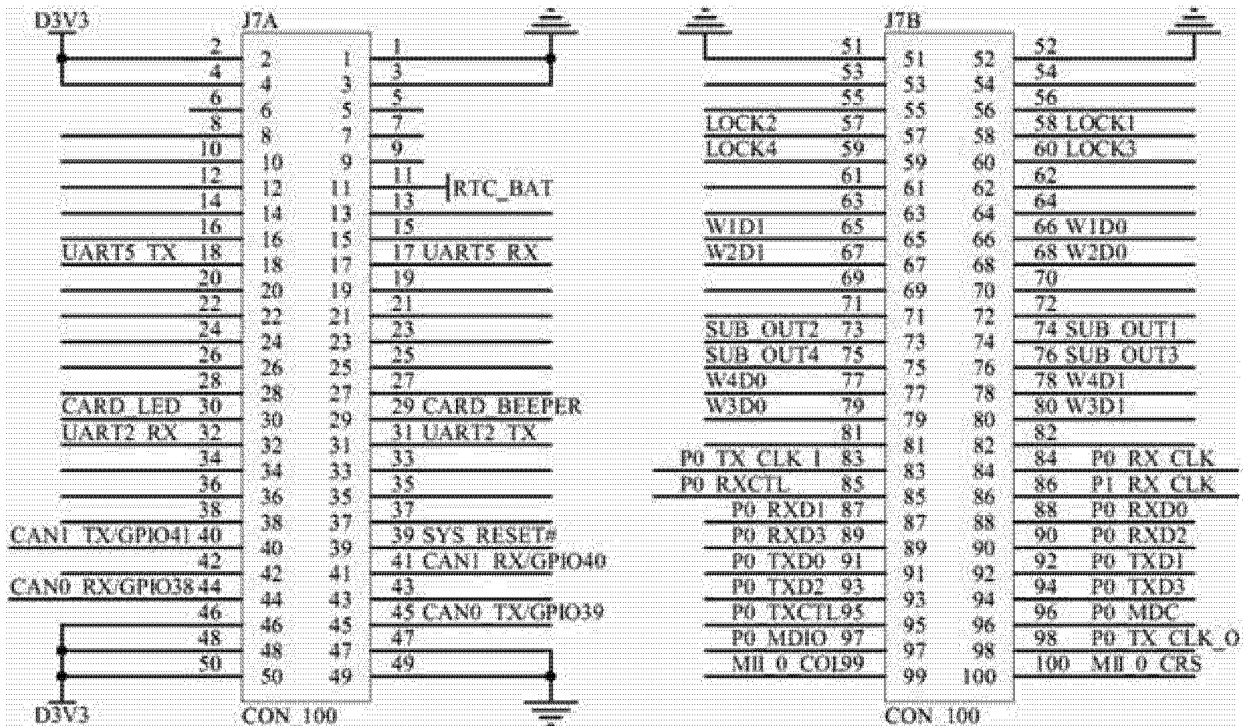 D3V3 J7A J7B
2 2 1 1 51 51 52 52
4 4 3 3 53 53 54 54
6 6 5 5 55 55 56 56
8 8 7 7 LOCK2 57 57 58 58 LOCK1
10 10 9 9 LOCK4 59 59 60 60 LOCK3
12 12 11 11 RTC_BAT 61 61 62 62
14 14 13 13 63 63 64 64
16 16 15 15 W1D1 65 65 66 66 W1D0
UART5_TX 18 18 17 17 UART5_RX W2D1 67 67 68 68 W2D0
20 20 19 19 69 69 70 70
22 22 21 21 71 71 72 72
24 24 23 23 SUB_OUT2 73 73 74 74 SUB_OUT1
26 26 25 25 SUB_OUT4 75 75 76 76 SUB_OUT3
28 28 27 27 W4D0 77 77 78 78 W4D1
CARD_LED 30 30 29 29 CARD_BEEPER W3D0 79 79 80 80 W3D1
UART2_RX 32 32 31 31 UART2_TX 81 81 82 82
34 34 33 33 P0_TX_CLK_I 83 83 84 84 P0_RX_CLK
36 36 35 35 P0_RXCTL 85 85 86 86 P1_RX_CLK
38 38 37 37 P0_RXD1 87 87 88 88 P0_RXD0
CAN1_TX/GPIO41 40 40 39 39 SYS_RESET# P0_RXD3 89 89 90 90 P0_RXD2
42 42 41 41 CAN1_RX/GPIO40 P0_TXD0 91 91 92 92 P0_TXD1
CAN0_RX/GPIO38 44 44 43 43 P0_TXD2 93 93 94 94 P0_TXD3
46 46 45 45 CAN0_TX/GPIO39 P0_TXCTL 95 95 96 96 P0_MDC
48 48 47 47 P0_MDIO 97 97 98 98 P0_TX_CLK_O
50 50 49 49 MII_0_COL 99 99 100 100 MII_0_CRS
D3V3 CON_100 CON_100